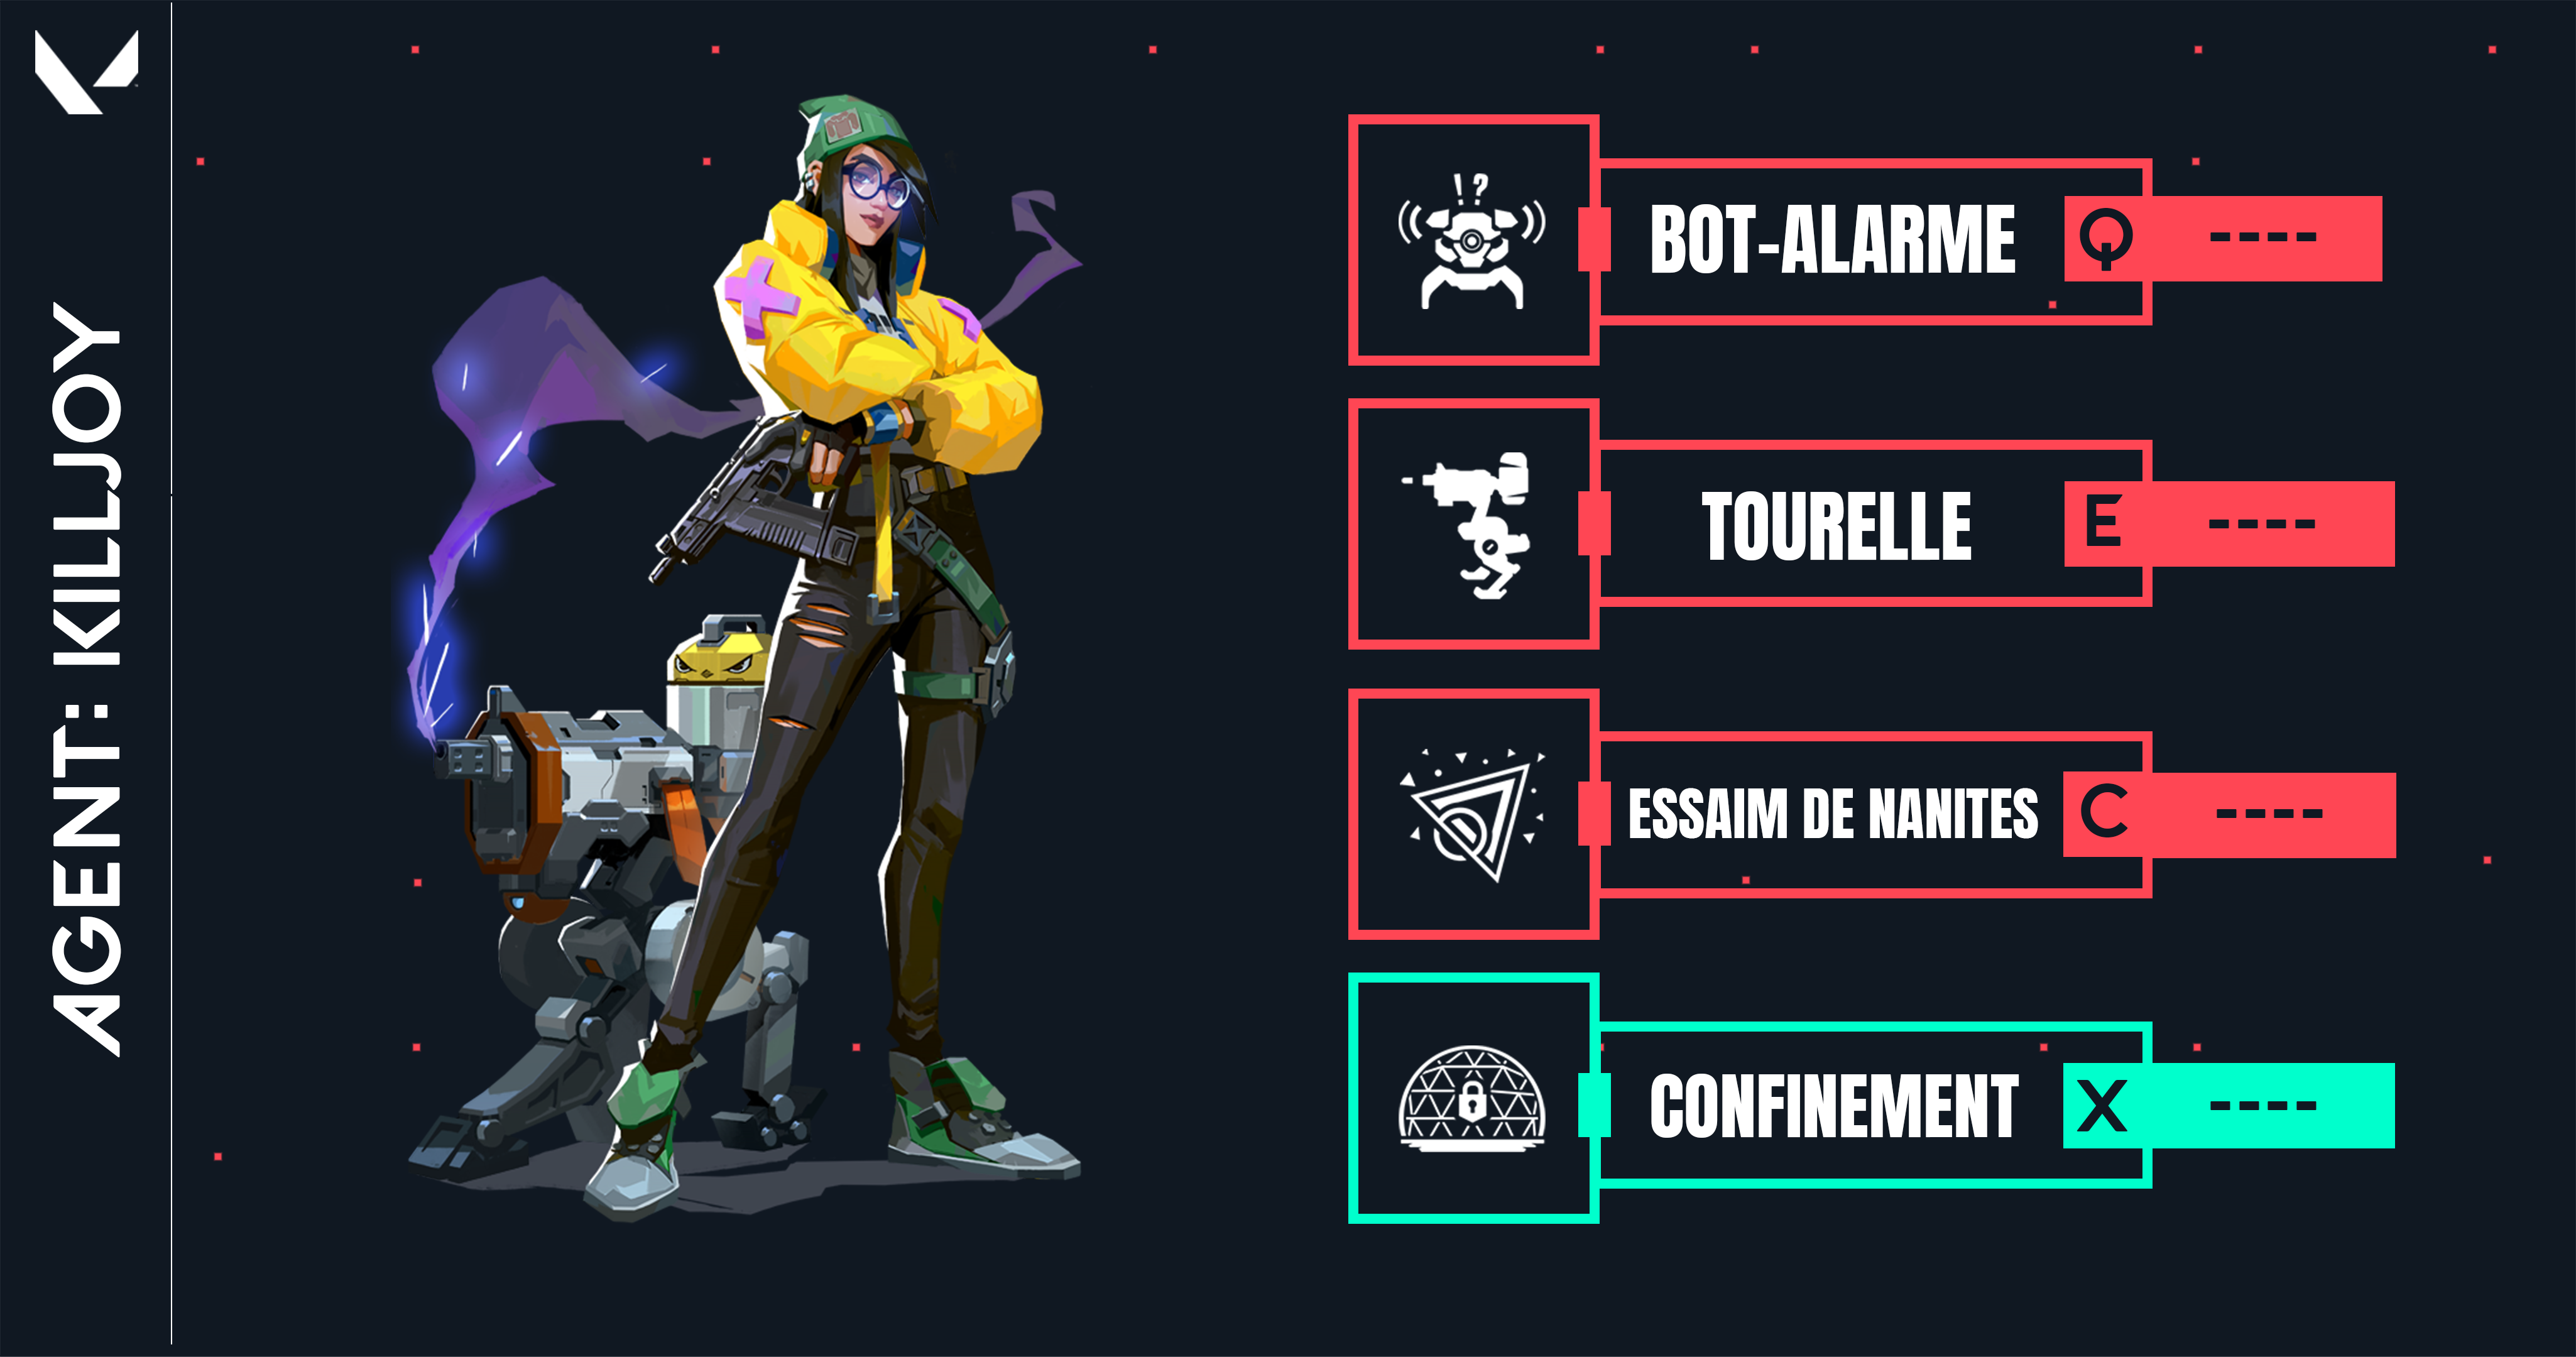 AGENT: KILLJOY
BOT-ALARME
Q ----
TOURELLE
E ----
ESSAIM DE NANITES
C ----
CONFINEMENT
X ----